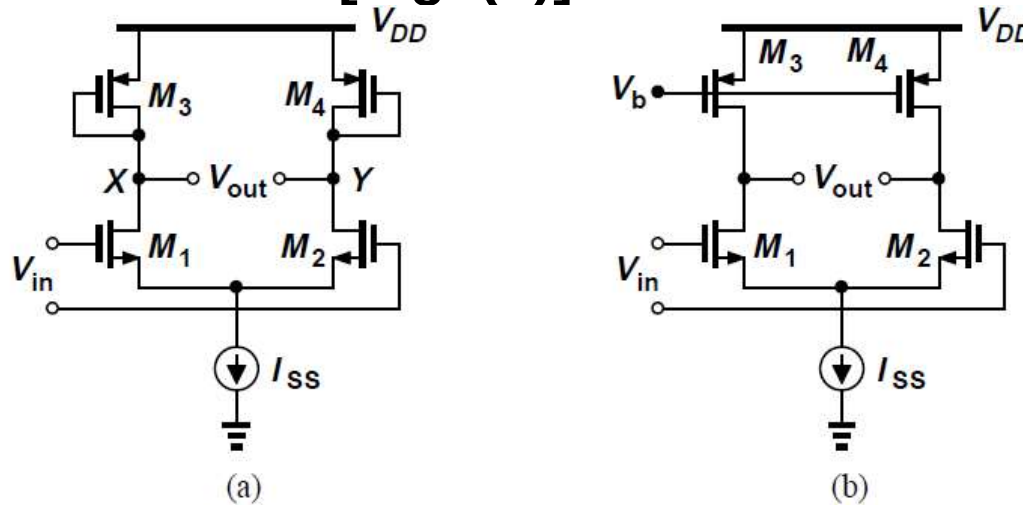 V_DD
M_3
M_4
X
V_out
Y
V_in
M_1
M_2
I_SS
(a)
V_DD
M_3
M_4
V_b
V_out
V_in
M_1
M_2
I_SS
(b)